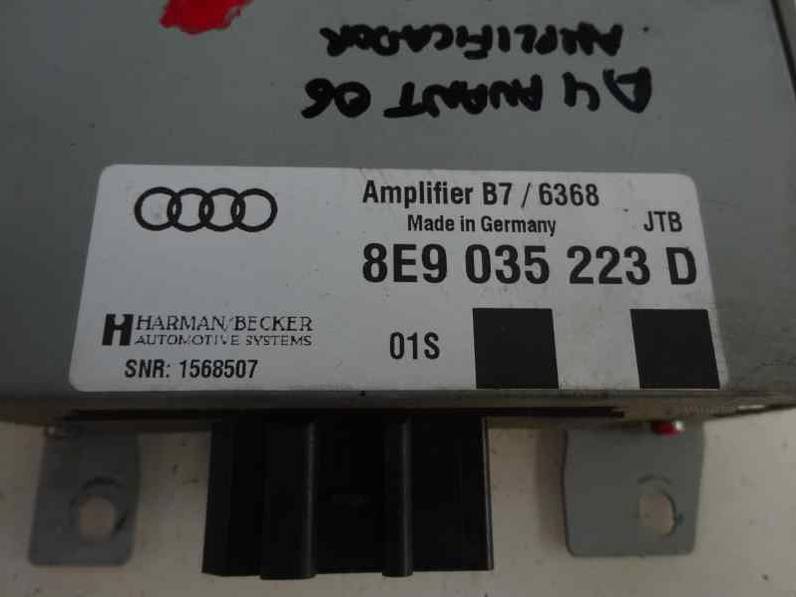 AMPLIFICADOR
A4 AVANT 06
Amplifier B7 / 6368
Made in Germany JTB
8E9 035 223 D
HARMAN/BECKER
AUTOMOTIVE SYSTEMS
01S
SNR: 1568507